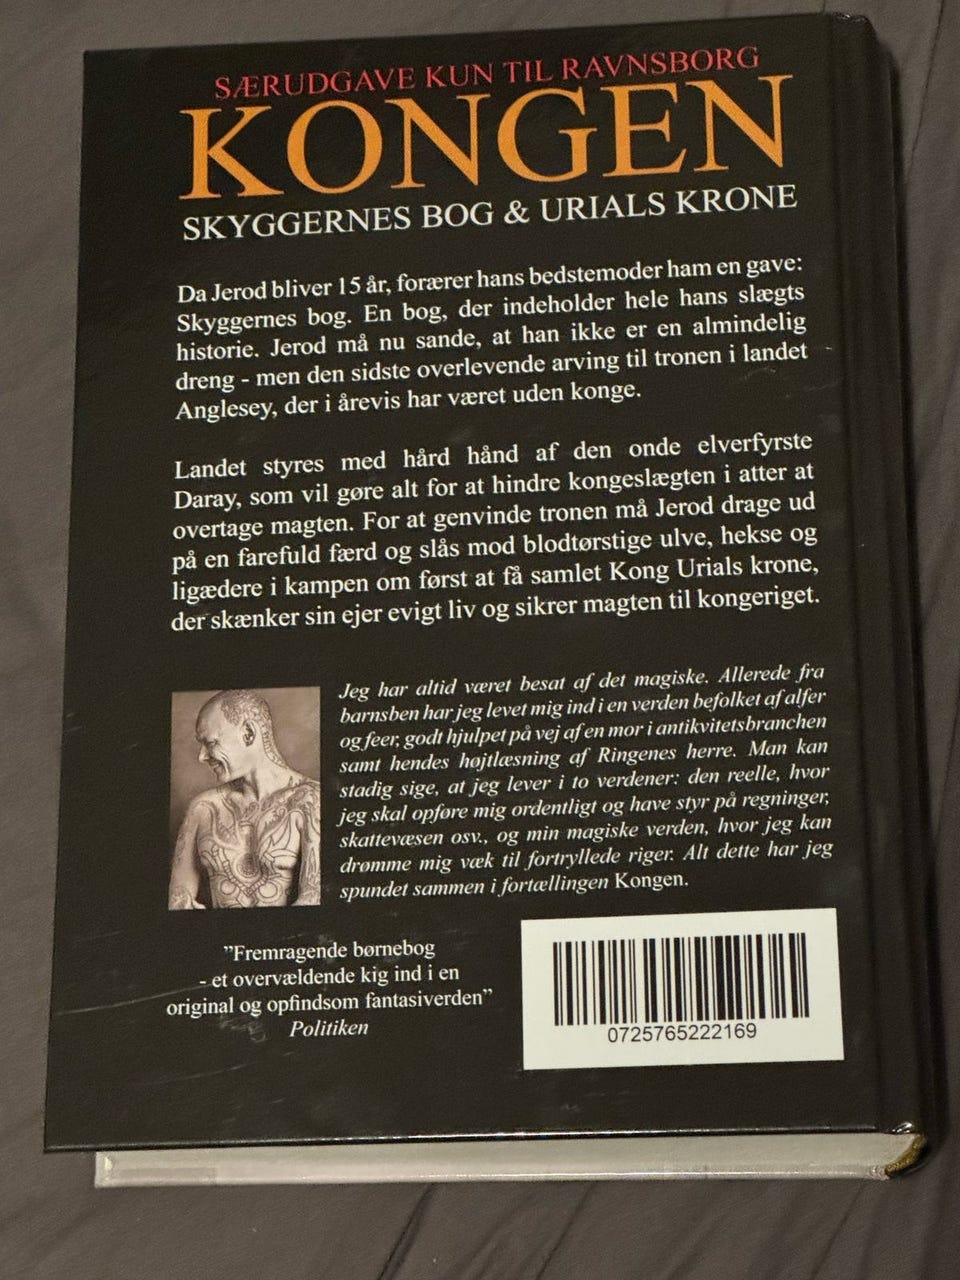 SÆRUDGAVE KUN TIL RAVNSBORG
KONGEN
SKYGGERNES BOG & URIALS KRONE
Da Jerod bliver 15 år, forærer hans bedstemoder ham en gave:
Skyggernes bog. En bog, der indeholder hele hans slægts
historie. Jerod må nu sande, at han ikke er en almindelig
dreng - men den sidste overlevende arving til tronen i landet
Anglesey, der i årevis har været uden konge.
Landet styres med hård hånd af den onde elverfyrste
Daray, som vil gøre alt for at hindre kongeslægten i atter at
overtage magten. For at genvinde tronen må Jerod drage ud
på en farefuld færd og slås mod blodtørstige ulve, hekse og
ligædere i kampen om først at få samlet Kong Urials krone,
der skænker sin ejer evigt liv og sikrer magten til kongeriget.
Jeg har altid været besat af det magiske. Allerede fra
barnsben har jeg levet mig ind i en verden befolket af alfer
og feer, godt hjulpet på vej af en mor i antikvitetsbranchen
samt hendes højtlæsning af Ringenes herre. Man kan
stadig sige, at jeg lever i to verdener: den reelle, hvor
jeg skal opføre mig ordentligt og have styr på regninger,
skattevæsen osv., og min magiske verden, hvor jeg kan
drømme mig væk til fortryllede riger. Alt dette har jeg
spundet sammen i fortællingen Kongen.
”Fremragende børnebog
- et overvældende kig ind i en
original og opfindsom fantasiverden”
Politiken
0725765222169